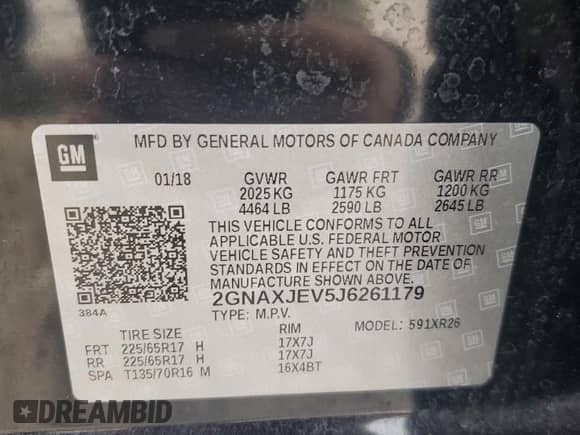 GM
MFD BY GENERAL MOTORS OF CANADA COMPANY
01/18 GVWR GAWR FRT GAWR RR
2025 KG 1175 KG 1200 KG
4464 LB 2590 LB 2645 LB
THIS VEHICLE CONFORMS TO ALL
APPLICABLE U.S. FEDERAL MOTOR
VEHICLE SAFETY AND THEFT PREVENTION
STANDARDS IN EFFECT ON THE DATE OF
MANUFACTURE SHOWN ABOVE.
384A 2GNAXJEV5J6261179
TYPE: M.P.V. MODEL: 591XR26
TIRE SIZE RIM
FRT 225/65R17 H 17X7J
RR 225/65R17 H 17X7J
SPA T135/70R16 M 16X4BT
DREAMBID